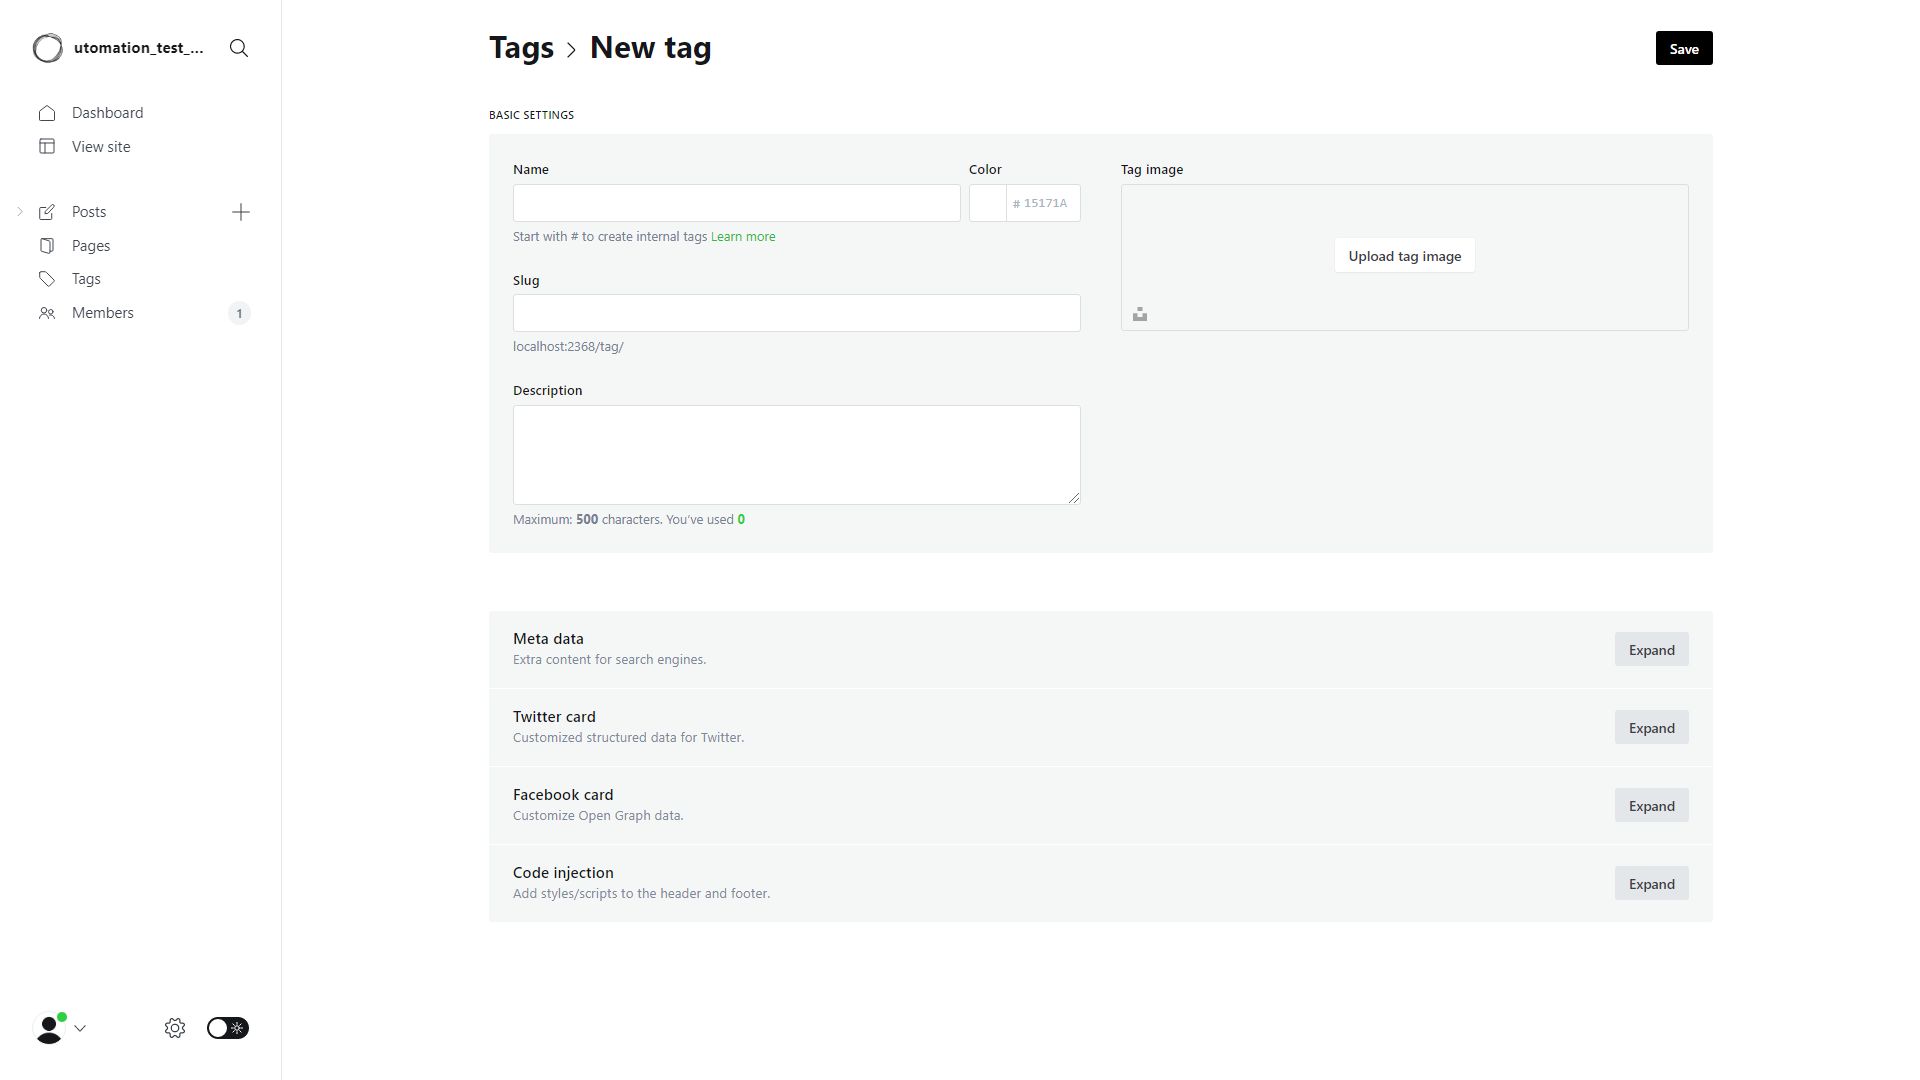 utomation_test_...
Dashboard
View site
Posts
Pages
Tags
Members
1
Tags
New tag
Save
BASIC SETTINGS
Name
Color
# 15171A
Start with # to create internal tags Learn more
Slug
localhost:2368/tag/
Description
Maximum: 500 characters. You’ve used 0
Tag image
Upload tag image
Meta data
Extra content for search engines.
Expand
Twitter card
Customized structured data for Twitter.
Expand
Facebook card
Customize Open Graph data.
Expand
Code injection
Add styles/scripts to the header and footer.
Expand